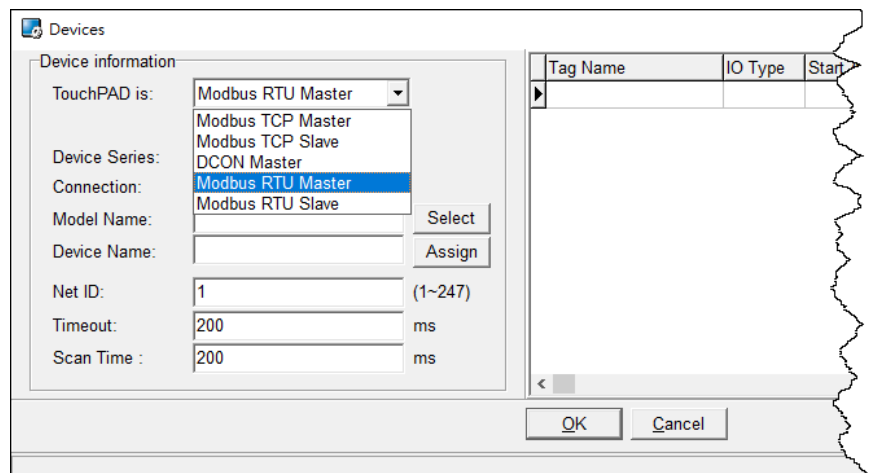 Devices
Device information
TouchPAD is:
Modbus RTU Master
Modbus TCP Master
Modbus TCP Slave
DCON Master
Modbus RTU Master
Modbus RTU Slave
Device Series:
Connection:
Model Name:
Select
Device Name:
Assign
Net ID:
1
(1~247)
Timeout:
200
ms
Scan Time :
200
ms
Tag Name
IO Type
Start
OK
Cancel